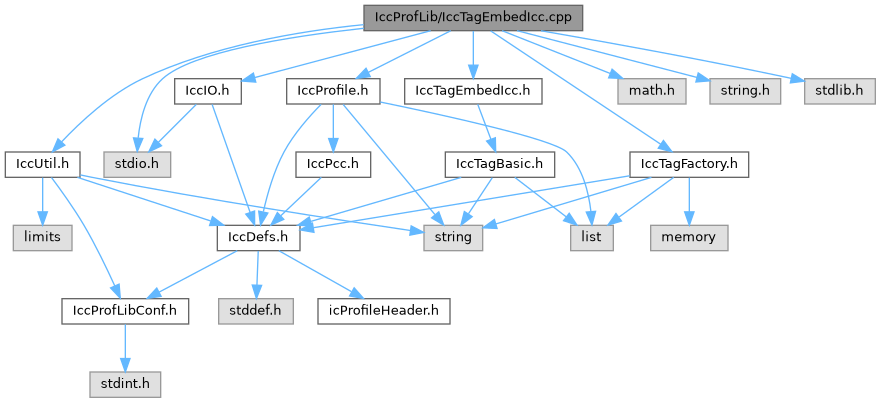 IccProfLib/IccTagEmbedIcc.cpp
IccIO.h
IccProfile.h
IccTagEmbedIcc.h
math.h
string.h
stdlib.h
IccUtil.h
stdio.h
IccPcc.h
IccTagBasic.h
IccTagFactory.h
limits
IccDefs.h
string
list
memory
IccProfLibConf.h
stddef.h
icProfileHeader.h
stdint.h